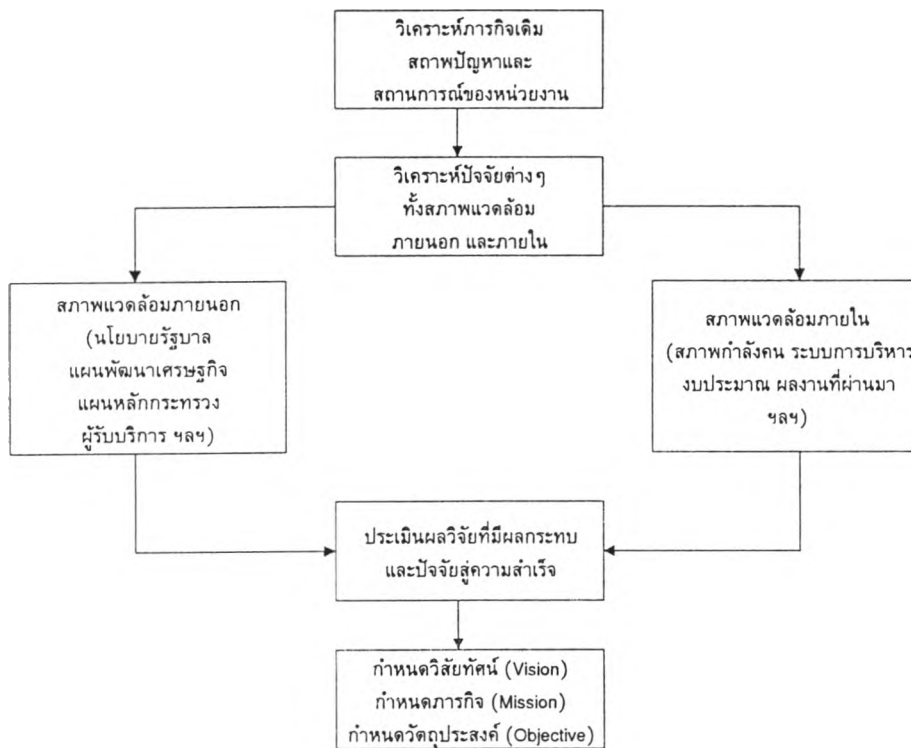 วิเคราะห์ภารกิจเดิม
สภาพปัญหาและ
สถานการณ์ของหน่วยงาน
วิเคราะห์ปัจจัยต่างๆ
ทั้งสภาพแวดล้อม
ภายนอก และภายใน
สภาพแวดล้อมภายนอก
(นโยบายรัฐบาล
แผนพัฒนาเศรษฐกิจ
แผนหลักกระทรวง
ผู้รับบริการ ฯลฯ)
สภาพแวดล้อมภายใน
(สภาพกำลังคน ระบบการบริหาร
งบประมาณ ผลงานที่ผ่านมา
ฯลฯ)
ประเมินผลวิจัยที่มีผลกระทบ
และปัจจัยสู่ความสำเร็จ
กำหนดวิสัยทัศน์ (Vision)
กำหนดภารกิจ (Mission)
กำหนดวัตถุประสงค์ (Objective)